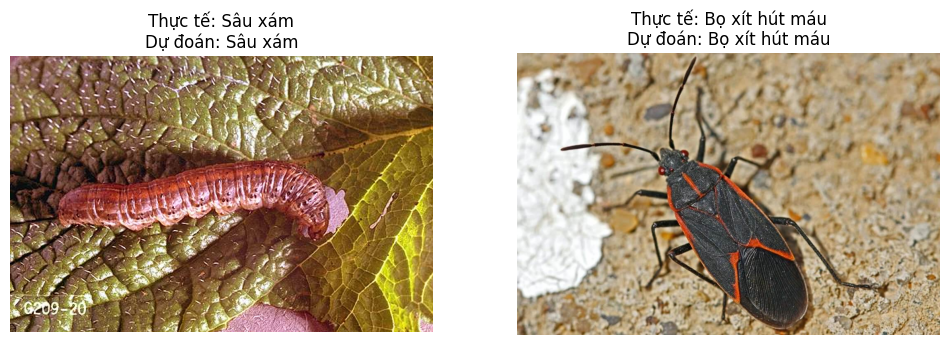 Thực tế: Sâu xám
Dự đoán: Sâu xám
Thực tế: Bọ xít hút máu
Dự đoán: Bọ xít hút máu
G209-20